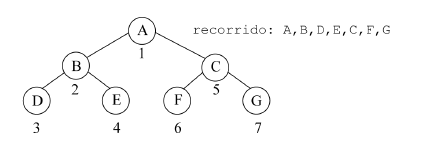 A recorrido: A,B,D,E,C,F,G
1
B C
2 5
D E F G
3 4 6 7